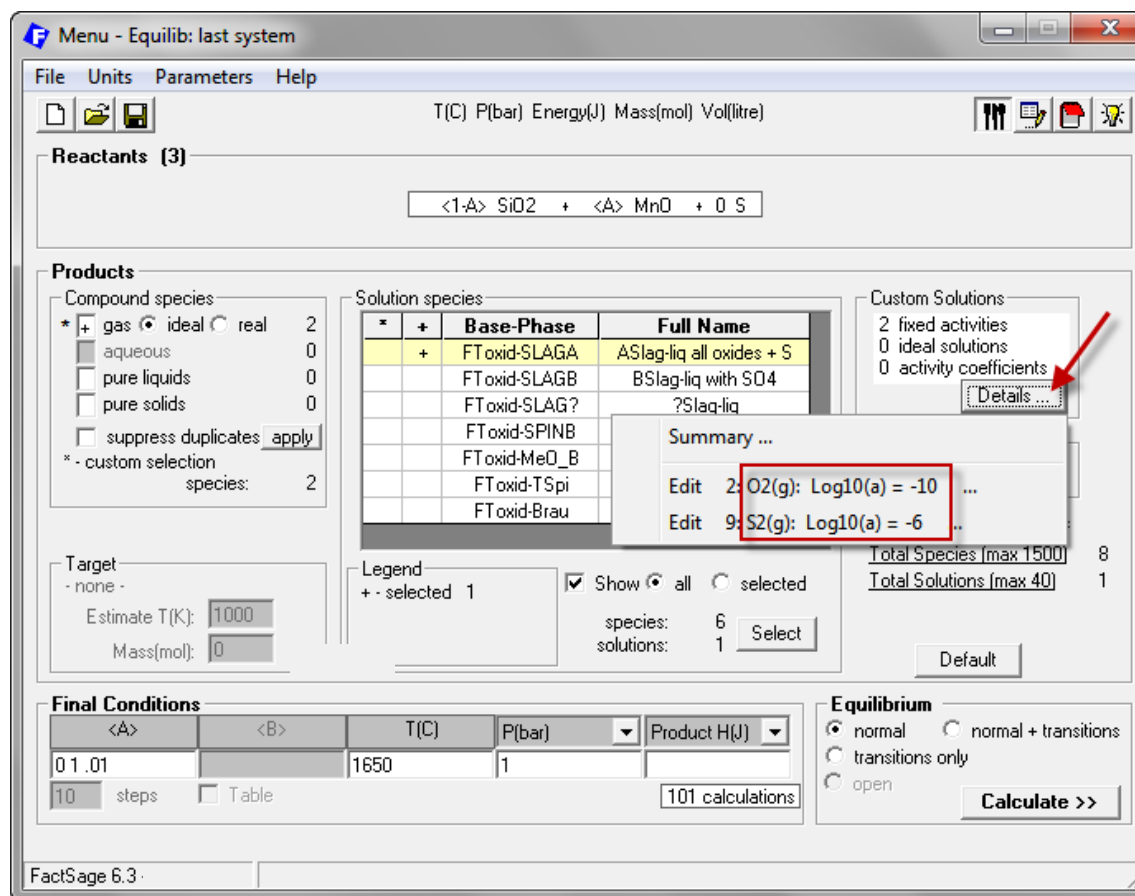 Menu - Equilib: last system
File Units Parameters Help
T(C) P(bar) Energy(J) Mass(mol) Vol(litre)
Reactants (3)
<1-A> SiO2 + <A> MnO + 0 S
Products
Compound species
* + gas ideal real 2
aqueous 0
pure liquids 0
pure solids 0
suppress duplicates apply
* - custom selection
species: 2
Target
- none -
Estimate T(K): 1000
Mass(mol): 0
Solution species
* + Base-Phase Full Name
+ FToxid-SLAGA ASlag-liq all oxides + S
FToxid-SLAGB BSlag-liq with SO4
FToxid-SLAG? ?Slag-liq
FToxid-SPINB
FToxid-MeO_B
FToxid-TSpi
FToxid-Brau
Legend
+ - selected 1
Show all selected
species: 6
solutions: 1
Select
Custom Solutions
2 fixed activities
0 ideal solutions
0 activity coefficients
Details ...
Summary ...
Edit 2: O2(g): Log10(a) = -10 ...
Edit 9: S2(g): Log10(a) = -6 ..
Total Species (max 1500) 8
Total Solutions (max 40) 1
Default
Final Conditions
<A> <B> T(C) P(bar) Product H(J)
0 1 .01 1650 1
10 steps Table
101 calculations
Equilibrium
normal normal + transitions
transitions only
open
Calculate >>
FactSage 6.3